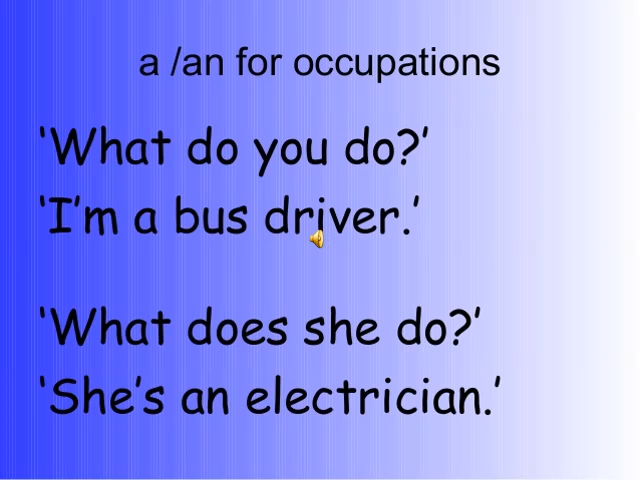 a /an for occupations
‘What do you do?’
‘I’m a bus driver.’
‘What does she do?’
‘She’s an electrician.’